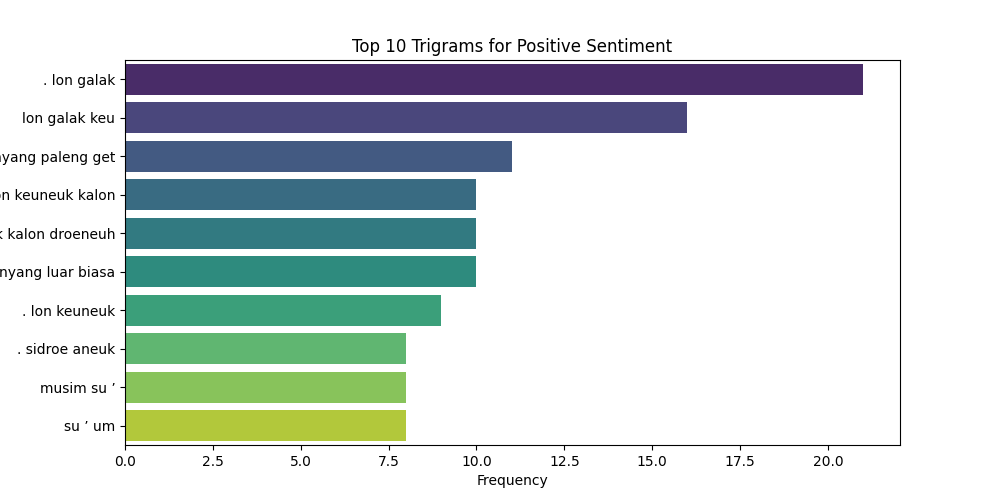 Top 10 Trigrams for Positive Sentiment
. lon galak
lon galak keu
paleng get
keuneuk kalon
kalon droeneuh
nyang luar biasa
. lon keuneuk
. sidroe aneuk
musim su ’
su ’ um
0.0 2.5 5.0 7.5 10.0 12.5 15.0 17.5 20.0
Frequency